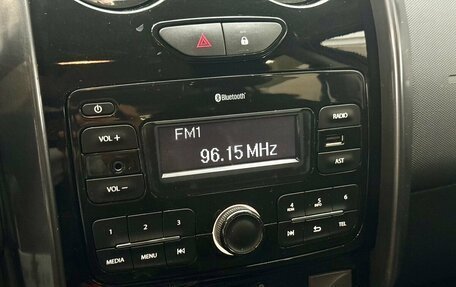 Bluetooth
VOL +
RADIO
FM1
96.15 MHz
AST
VOL –
1 2 3
4 5 6
MEDIA MENU
TEL